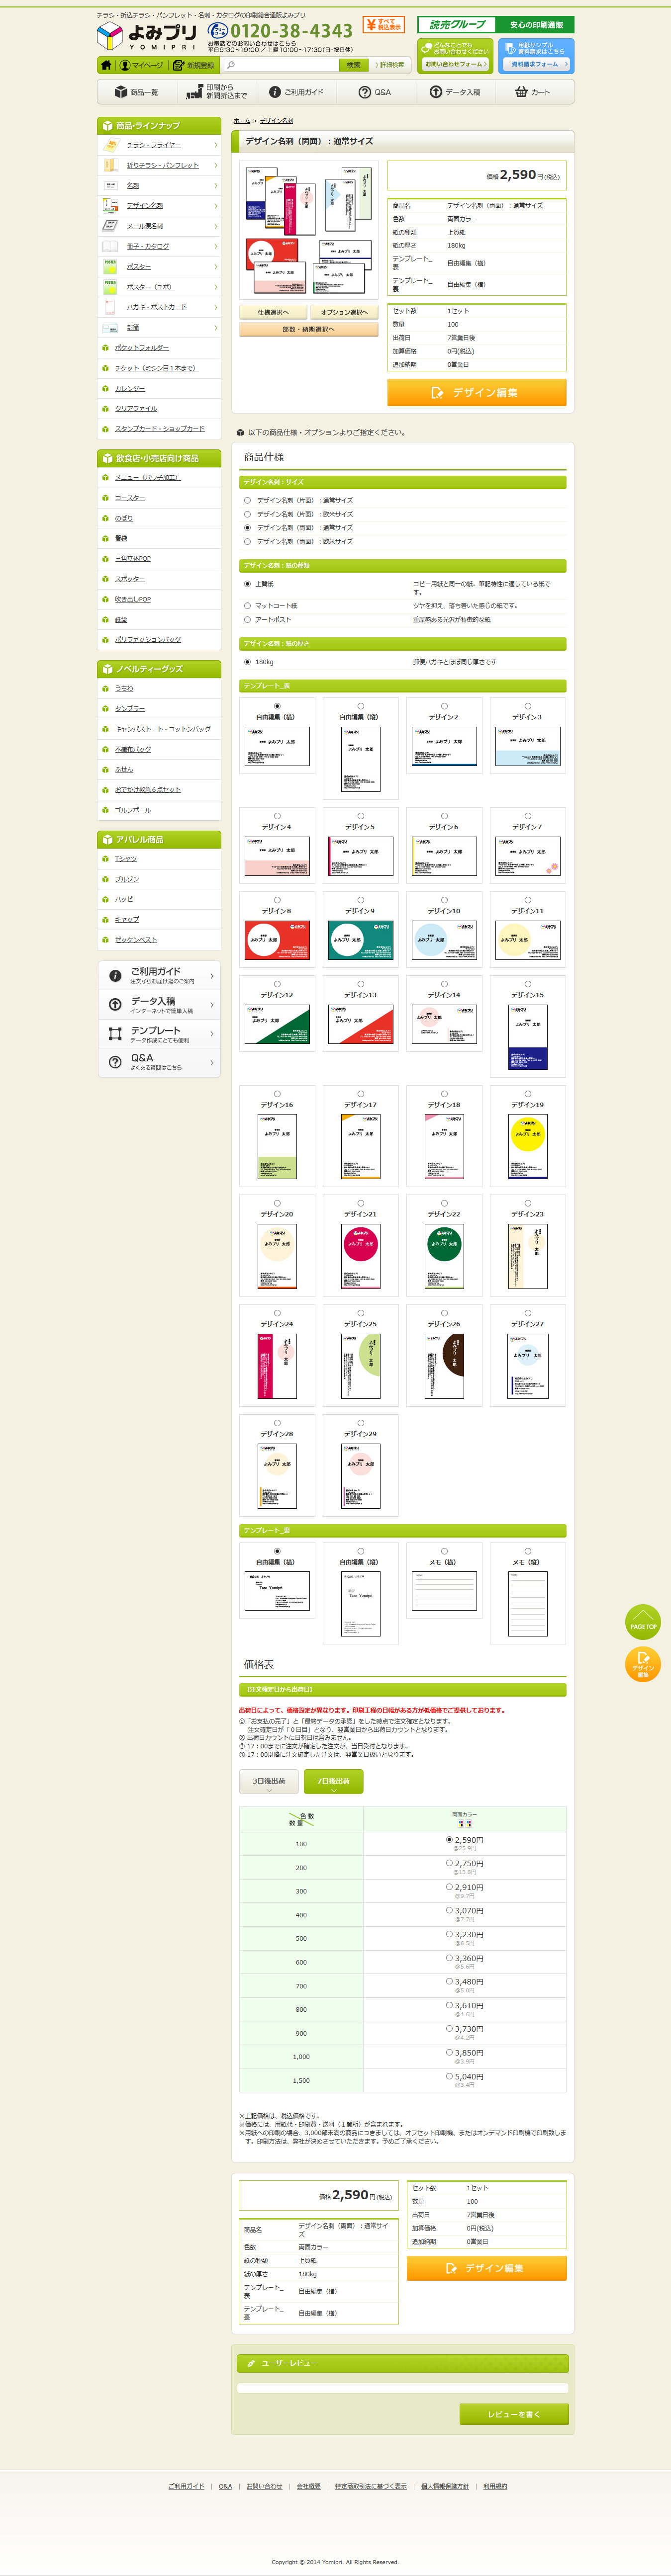 チラシ・折込チラシ・パンフレット・名刺・カタログの印刷総合通販よみプリ
よみプリ
YOMIPRI
0120-38-4343
お電話でのお問い合わせはこちら
平日9:30~19:00／土曜10:00~17:30(日・祝休)
すべて税込表示
読売グループ 安心の印刷通販
どんなことでもお問い合わせください
お問い合わせフォーム
用紙サンプル資料請求はこちら
資料請求フォーム
マイページ
新規登録
検索
詳細検索
商品一覧
印刷から新聞折込まで
ご利用ガイド
Q&A
データ入稿
カート
商品・ラインナップ
チラシ・フライヤー
折りチラシ・パンフレット
名刺
デザイン名刺
メール便名刺
冊子・カタログ
ポスター
ポスター（ユポ）
ハガキ・ポストカード
封筒
ポケットフォルダー
チケット（ミシン目１本まで）
カレンダー
クリアファイル
スタンプカード・ショップカード
飲食店・小売店向け商品
メニュー（パウチ加工）
コースター
のぼり
箸袋
三角立体POP
スポッター
吹き出しPOP
紙袋
ポリファッションバッグ
ノベルティーグッズ
うちわ
タンブラー
キャンバストート・コットンバッグ
不織布バッグ
ふせん
おでかけ救急６点セット
ゴルフボール
アパレル商品
Tシャツ
ブルゾン
ハッピ
キャップ
ゼッケンベスト
ご利用ガイド
注文からお届け迄のご案内
データ入稿
インターネットで簡単入稿
テンプレート
データ作成にとても便利
Q&A
よくある質問はこちら
ホーム > デザイン名刺
デザイン名刺（両面）：通常サイズ
仕様選択へ
オプション選択へ
部数・納期選択へ
価格2,590円(税込)
商品名 デザイン名刺（両面）：通常サイズ
色数 両面カラー
紙の種類 上質紙
紙の厚さ 180kg
テンプレート_表 自由編集（横）
テンプレート_裏 自由編集（横）
セット数 1セット
数量 100
出荷日 7営業日後
加算価格 0円(税込)
追加納期 0営業日
デザイン編集
以下の商品仕様・オプションよりご指定ください。
商品仕様
デザイン名刺：サイズ
デザイン名刺（片面）：通常サイズ
デザイン名刺（片面）：欧米サイズ
デザイン名刺（両面）：通常サイズ
デザイン名刺（両面）：欧米サイズ
デザイン名刺：紙の種類
上質紙 コピー用紙と同一の紙。筆記特性に適している紙です。
マットコート紙 ツヤを抑え、落ち着いた感じの紙です。
アートポスト 重厚感ある光沢が特徴的な紙
デザイン名刺：紙の厚さ
180kg 郵便ハガキとほぼ同じ厚さです
テンプレート_表
自由編集（横）
自由編集（縦）
デザイン２
デザイン３
デザイン４
デザイン５
デザイン６
デザイン７
デザイン8
デザイン９
デザイン10
デザイン11
デザイン12
デザイン13
デザイン14
デザイン15
デザイン16
デザイン17
デザイン18
デザイン19
デザイン20
デザイン21
デザイン22
デザイン23
デザイン24
デザイン25
デザイン26
デザイン27
デザイン28
デザイン29
テンプレート_裏
自由編集（横）
自由編集（縦）
メモ（横）
メモ（縦）
PAGE TOP
デザイン編集
価格表
【注文確定日から出荷日】
出荷日によって、価格設定が異なります。印刷工程の日幅がある方が低価格でご提供しております。
①「お支払の完了」と「最終データの承認」をした時点で注文確定となります。
注文確定日が「０日目」となり、翌営業日から出荷日カウントとなります。
② 出荷日カウントに日祝日は含みません。
③ 17：00までに注文が確定した注文が、当日受付となります。
④ 17：00以降に注文確定した注文は、翌営業日扱いとなります。
3日後出荷
7日後出荷
色 数
数 量
両面カラー
100 2,590円
@25.9円
200 2,750円
@13.8円
300 2,910円
@9.7円
400 3,070円
@7.7円
500 3,230円
@6.5円
600 3,360円
@5.6円
700 3,480円
@5.0円
800 3,610円
@4.6円
900 3,730円
@4.2円
1,000 3,850円
@3.9円
1,500 5,040円
@3.4円
※上記価格は、税込価格です。
※価格には、用紙代・印刷費・送料（１箇所）が含まれます。
※用紙への印刷の場合、3,000部未満の商品につきましては、オフセット印刷機、またはオンデマンド印刷機で印刷致します。印刷方法は、弊社が決めさせていただきます。予めご了承ください。
価格2,590円(税込)
商品名 デザイン名刺（両面）：通常サイズ
色数 両面カラー
紙の種類 上質紙
紙の厚さ 180kg
テンプレート_表 自由編集（横）
テンプレート_裏 自由編集（横）
セット数 1セット
数量 100
出荷日 7営業日後
加算価格 0円(税込)
追加納期 0営業日
デザイン編集
ユーザーレビュー
レビューを書く
ご利用ガイド | Q&A | お問い合わせ | 会社概要 | 特定商取引法に基づく表示 | 個人情報保護方針 | 利用規約
Copyright © 2014 Yomipri. All Rights Reserved.